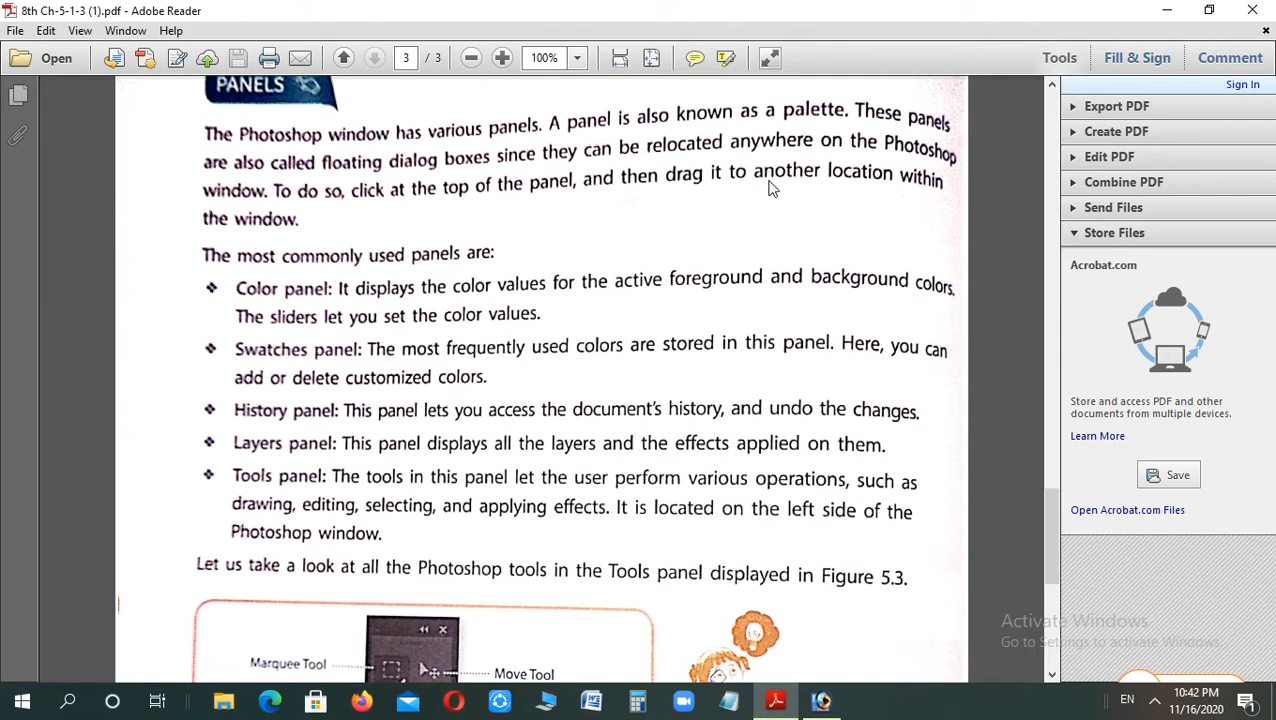 8th Ch-5-1-3 (1).pdf - Adobe Reader
File Edit View Window Help
Open 3 / 3 100% Tools Fill & Sign Comment
Sign In
PANELS
The Photoshop window has various panels. A panel is also known as a palette. These panels
are also called floating dialog boxes since they can be relocated anywhere on the Photoshop
window. To do so, click at the top of the panel, and then drag it to another location within
the window.
The most commonly used panels are:
❖ Color panel: It displays the color values for the active foreground and background colors.
The sliders let you set the color values.
❖ Swatches panel: The most frequently used colors are stored in this panel. Here, you can
add or delete customized colors.
❖ History panel: This panel lets you access the document's history, and undo the changes.
❖ Layers panel: This panel displays all the layers and the effects applied on them.
❖ Tools panel: The tools in this panel let the user perform various operations, such as
drawing, editing, selecting, and applying effects. It is located on the left side of the
Photoshop window.
Let us take a look at all the Photoshop tools in the Tools panel displayed in Figure 5.3.
Marquee Tool
Move Tool
Export PDF
Create PDF
Edit PDF
Combine PDF
Send Files
Store Files
Acrobat.com
Store and access PDF and other
documents from multiple devices.
Learn More
Save
Open Acrobat.com Files
Activate Windows
Go to Settings to activate Windows.
EN
10:42 PM
11/16/2020
1